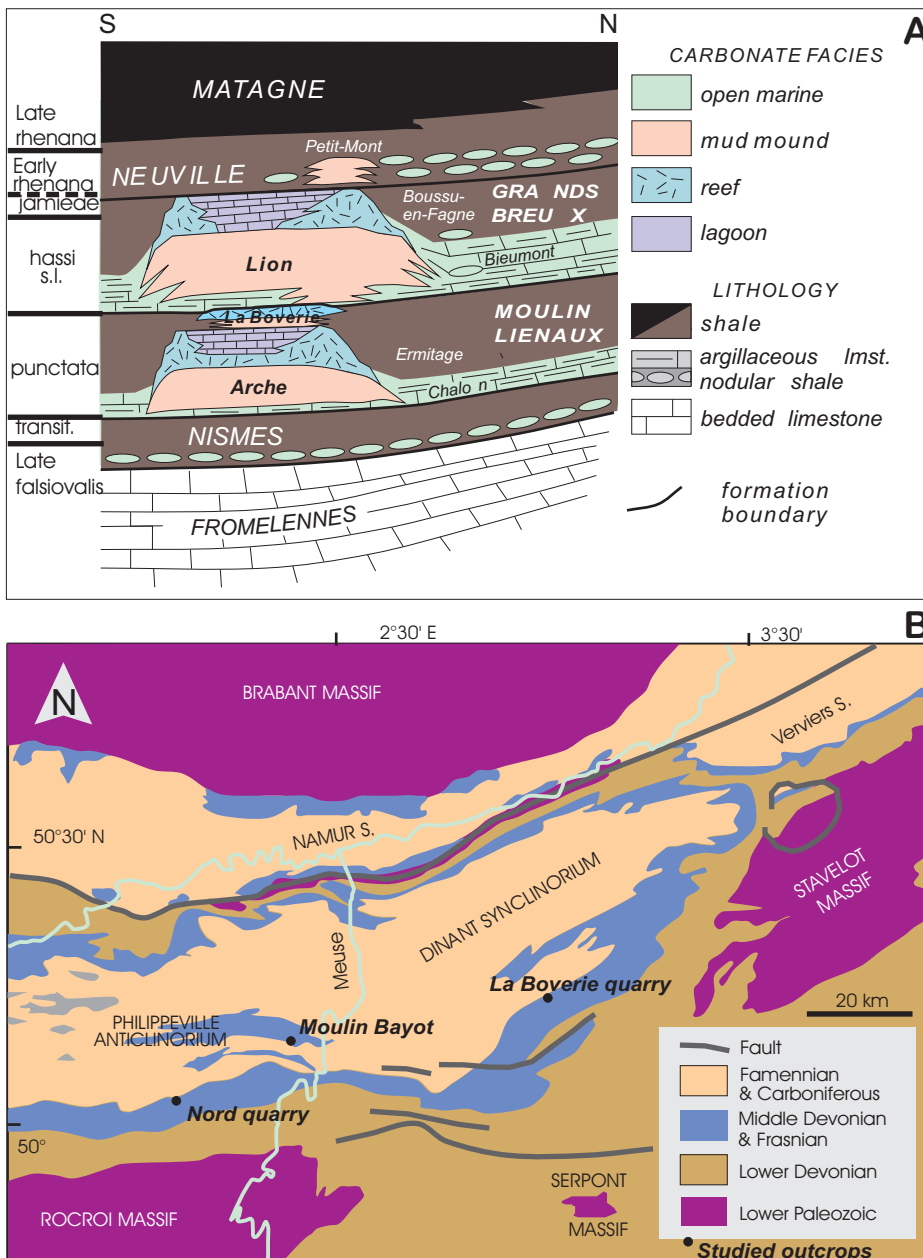 A
S
N
MATAGNE
Late
rhenana
Early
rhenana
jamieae
hassi
s.l.
punctata
transit.
Late
falsiovalis
Petit-Mont
NEUVILLE
Boussu-
en-Fagne
GRANDS
BREUX
Lion
Bieumont
La Boverie
MOULIN
LIENAUX
Ermitage
Arche
Chalon
NISMES
FROMELENNES
CARBONATE FACIES
open marine
mud mound
reef
lagoon
LITHOLOGY
shale
argillaceous lmst.
nodular shale
bedded limestone
formation
boundary
B
2°30' E
3°30'
N
BRABANT MASSIF
Verviers S.
50°30' N
NAMUR S.
STAVELOT
MASSIF
DINANT SYNCLINORIUM
Meuse
La Boverie quarry
20 km
PHILIPPEVILLE
ANTICLINORIUM
Moulin Bayot
Nord quarry
50°
SERPONT
MASSIF
ROCROI MASSIF
Fault
Famennian
& Carboniferous
Middle Devonian
& Frasnian
Lower Devonian
Lower Paleozoic
Studied outcrops